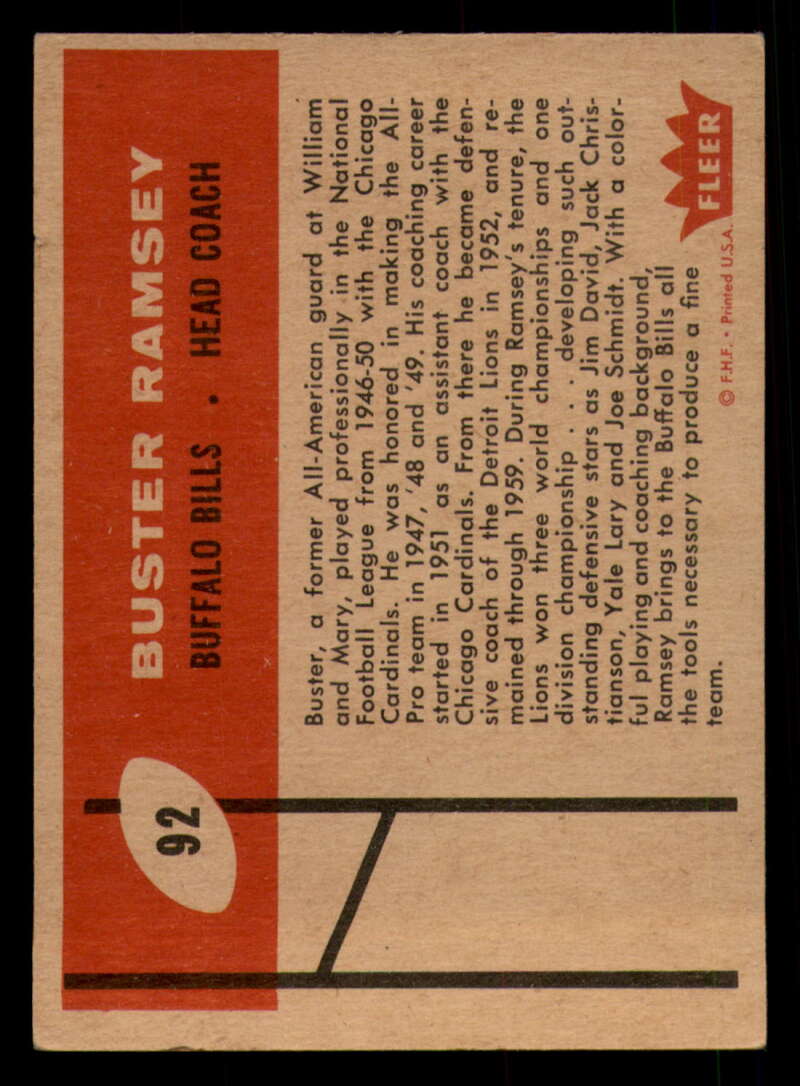 92
BUSTER RAMSEY
BUFFALO BILLS • HEAD COACH
Buster, a former All-American guard at William
and Mary, played professionally in the National
Football League from 1946-50 with the Chicago
Cardinals. He was honored in making the All-
Pro team in 1947, '48 and '49. His coaching career
started in 1951 as an assistant coach with the
Chicago Cardinals. From there he became defen-
sive coach of the Detroit Lions in 1952, and re-
mained through 1959. During Ramsey's tenure, the
Lions won three world championships and one
division championship . . . developing such out-
standing defensive stars as Jim David, Jack Chris-
tianson, Yale Lary and Joe Schmidt. With a color-
ful playing and coaching background,
Ramsey brings to the Buffalo Bills all
the tools necessary to produce a fine
team.
FLEER
© F.H.F. • Printed U.S.A.